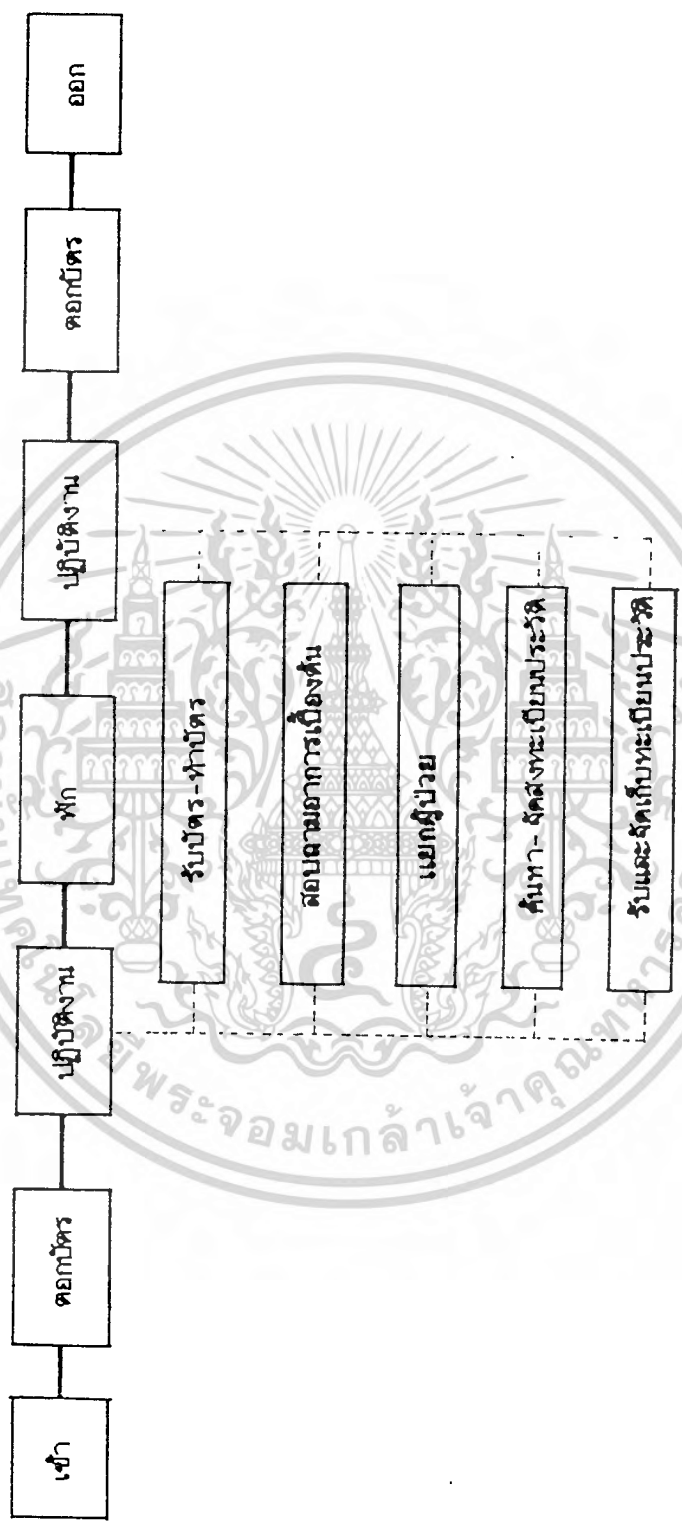 เข้า
ตอกบัตร
ปฏิบัติงาน
พัก
ปฏิบัติงาน
ตอกบัตร
ออก
รับบัตร-ทำบัตร
สอบถามอาการเบื้องต้น
แยกผู้ป่วย
ค้นหา-จัดส่งทะเบียนประวัติ
รับและจัดเก็บทะเบียนประวัติ
พระจอมเกล้าเจ้าคุณทหาร